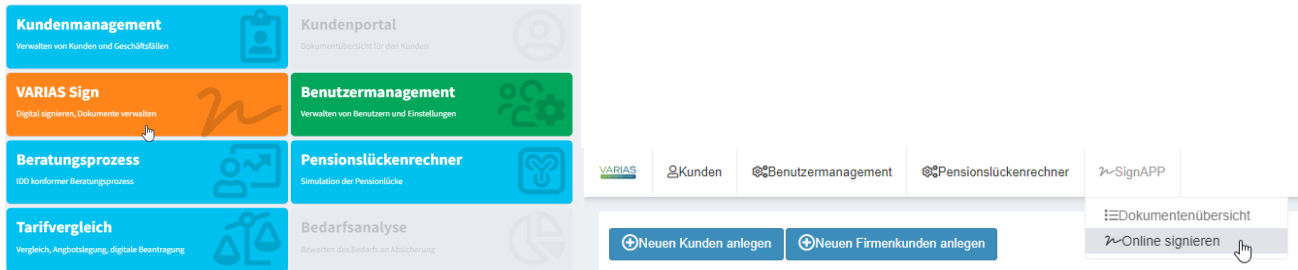 Kundenmanagement
Verwalten von Kunden und Geschäftsfällen
Kundenportal
Dokumentübersicht für den Kunden
VARIAS Sign
Digital signieren, Dokumente verwalten
Benutzermanagement
Verwalten von Benutzern und Einstellungen
Beratungsprozess
IDD konformer Beratungsprozess
Pensionslückenrechner
Simulation der Pensionlücke
Tarifvergleich
Vergleich, Angbotslegung, digitale Beantragung
Bedarfsanalyse
Bewerten des Bedarfs an Absicherung
VARIAS Kunden Benutzermanagement Pensionslückenrechner SignAPP
Dokumentenübersicht
Online signieren
Neuen Kunden anlegen Neuen Firmenkunden anlegen